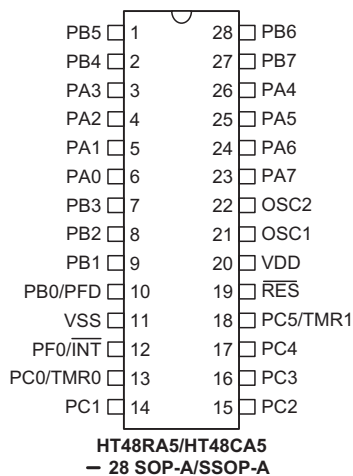 PB5 1 28 PB6
PB4 2 27 PB7
PA3 3 26 PA4
PA2 4 25 PA5
PA1 5 24 PA6
PA0 6 23 PA7
PB3 7 22 OSC2
PB2 8 21 OSC1
PB1 9 20 VDD
PB0/PFD 10 19 R̅E̅S̅
VSS 11 18 PC5/TMR1
PF0/I̅N̅T̅ 12 17 PC4
PC0/TMR0 13 16 PC3
PC1 14 15 PC2
HT48RA5/HT48CA5
– 28 SOP-A/SSOP-A